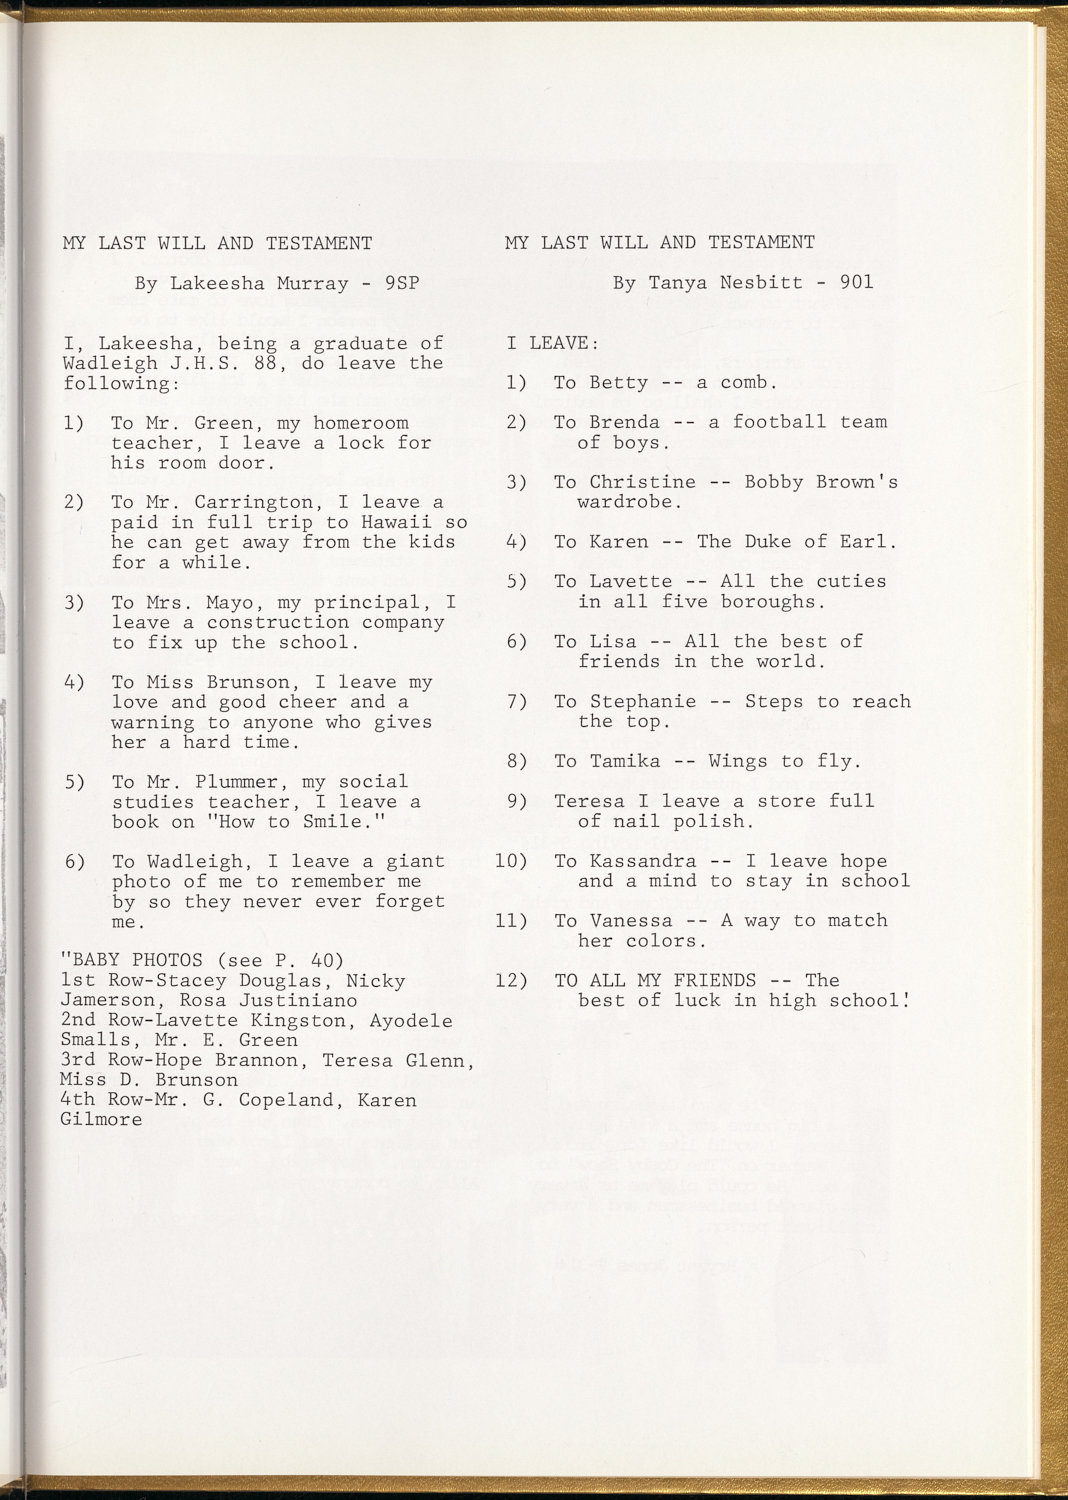 MY LAST WILL AND TESTAMENT
By Lakeesha Murray - 9SP
I, Lakeesha, being a graduate of
Wadleigh J.H.S. 88, do leave the
following:
1) To Mr. Green, my homeroom
teacher, I leave a lock for
his room door.
2) To Mr. Carrington, I leave a
paid in full trip to Hawaii so
he can get away from the kids
for a while.
3) To Mrs. Mayo, my principal, I
leave a construction company
to fix up the school.
4) To Miss Brunson, I leave my
love and good cheer and a
warning to anyone who gives
her a hard time.
5) To Mr. Plummer, my social
studies teacher, I leave a
book on "How to Smile."
6) To Wadleigh, I leave a giant
photo of me to remember me
by so they never ever forget
me.
"BABY PHOTOS (see P. 40)
1st Row-Stacey Douglas, Nicky
Jamerson, Rosa Justiniano
2nd Row-Lavette Kingston, Ayodele
Smalls, Mr. E. Green
3rd Row-Hope Brannon, Teresa Glenn,
Miss D. Brunson
4th Row-Mr. G. Copeland, Karen
Gilmore
MY LAST WILL AND TESTAMENT
By Tanya Nesbitt - 901
I LEAVE:
1) To Betty -- a comb.
2) To Brenda -- a football team
of boys.
3) To Christine -- Bobby Brown's
wardrobe.
4) To Karen -- The Duke of Earl.
5) To Lavette -- All the cuties
in all five boroughs.
6) To Lisa -- All the best of
friends in the world.
7) To Stephanie -- Steps to reach
the top.
8) To Tamika -- Wings to fly.
9) Teresa I leave a store full
of nail polish.
10) To Kassandra -- I leave hope
and a mind to stay in school
11) To Vanessa -- A way to match
her colors.
12) TO ALL MY FRIENDS -- The
best of luck in high school!